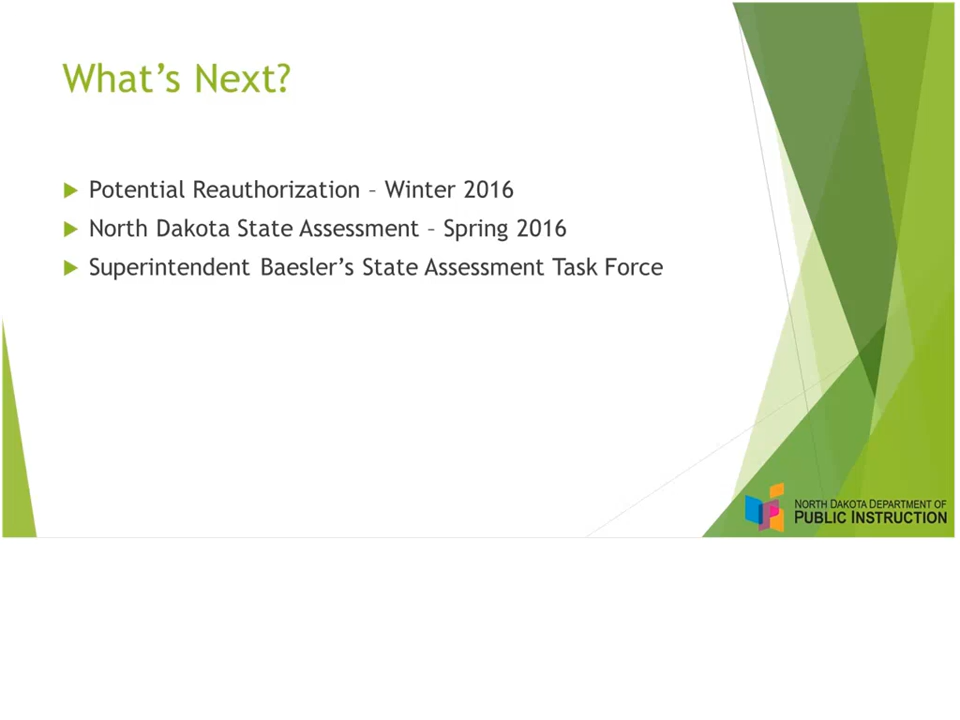 What’s Next?
Potential Reauthorization – Winter 2016
North Dakota State Assessment – Spring 2016
Superintendent Baesler’s State Assessment Task Force
NORTH DAKOTA DEPARTMENT OF
PUBLIC INSTRUCTION